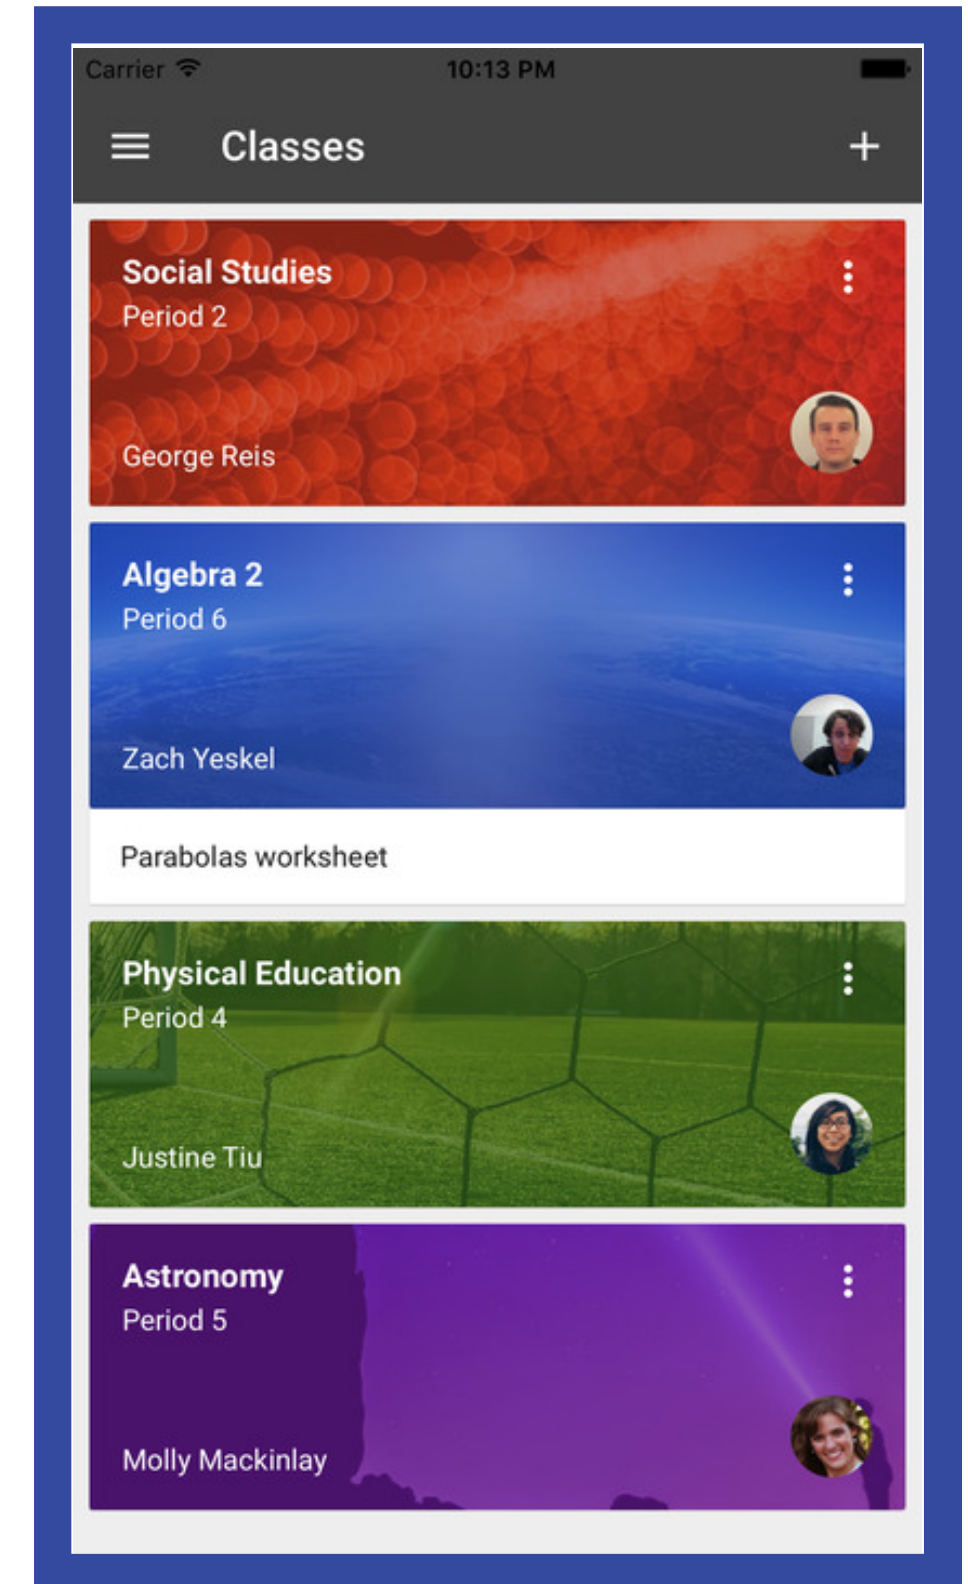 Carrier
10:13 PM
Classes
Social Studies
Period 2
George Reis
Algebra 2
Period 6
Zach Yeskel
Parabolas worksheet
Physical Education
Period 4
Justine Tiu
Astronomy
Period 5
Molly Mackinlay